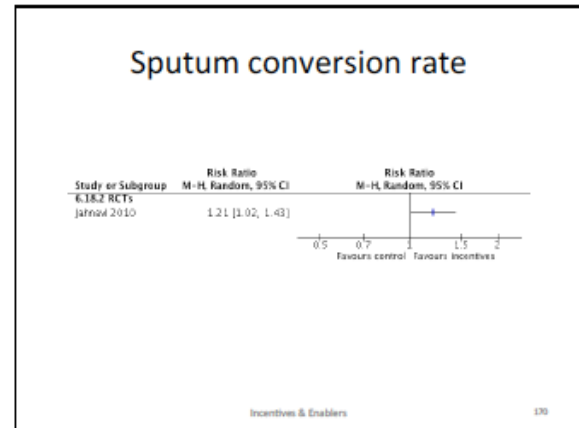 Sputum conversion rate
Risk Ratio Risk Ratio
Study or Subgroup M-H, Random, 95% CI M-H, Random, 95% CI
6.18.2 RCTs
Jahnavi 2010 1.21 [1.02, 1.43]
0.5 0.7 1 1.5 2
Favours control Favours incentives
Incentives & Enablers 170